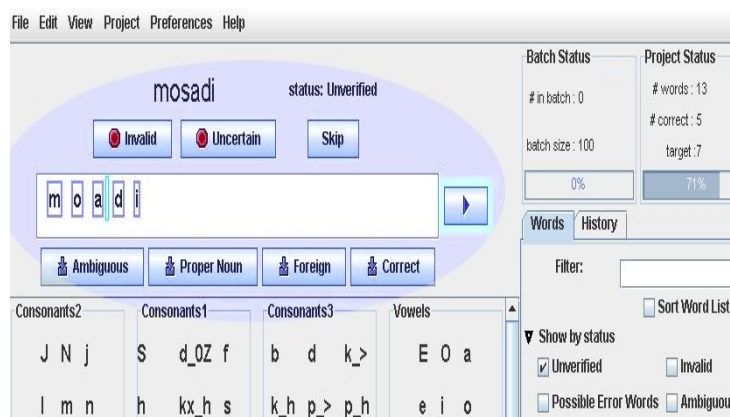 File Edit View Project Preferences Help
mosadi status: Unverified
Invalid Uncertain Skip
m o a d i
Ambiguous Proper Noun Foreign Correct
Consonants2 Consonants1 Consonants3 Vowels
J N j S d_0Z f b d k_> E O a
l m n h kx_h s k_h p_> p_h e i o
Batch Status
# in batch : 0
batch size : 100
0%
Project Status
# words : 13
# correct : 5
target :7
71%
Words History
Filter:
Sort Word List
Show by status
Unverified Invalid
Possible Error Words Ambiguou